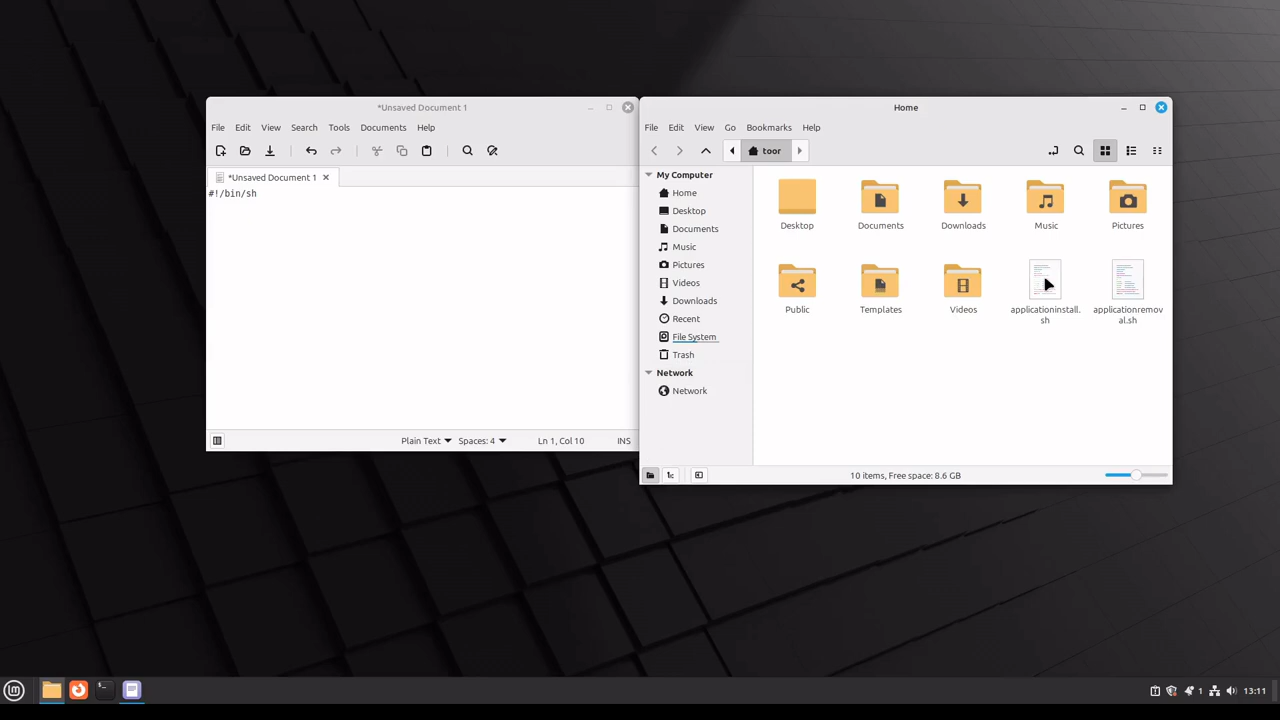 *Unsaved Document 1
File Edit View Search Tools Documents Help
*Unsaved Document 1
#!/bin/sh
Plain Text Spaces: 4 Ln 1, Col 10 INS
Home
File Edit View Go Bookmarks Help
toor
My Computer
Home
Desktop
Documents
Music
Pictures
Videos
Downloads
Recent
File System
Trash
Network
Network
Desktop Documents Downloads Music Pictures
Public Templates Videos applicationinstall. applicationremov
sh al.sh
10 items, Free space: 8.6 GB
1 13:11